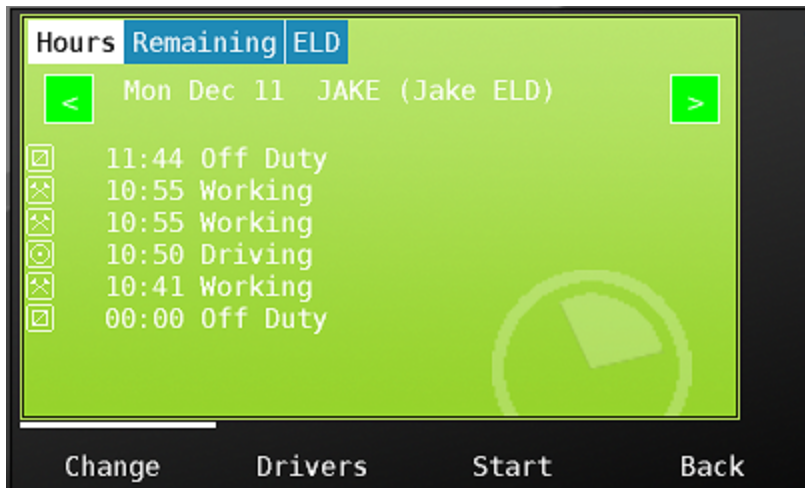 Hours Remaining ELD
< Mon Dec 11 JAKE (Jake ELD) >
11:44 Off Duty
10:55 Working
10:55 Working
10:50 Driving
10:41 Working
00:00 Off Duty
Change Drivers Start Back